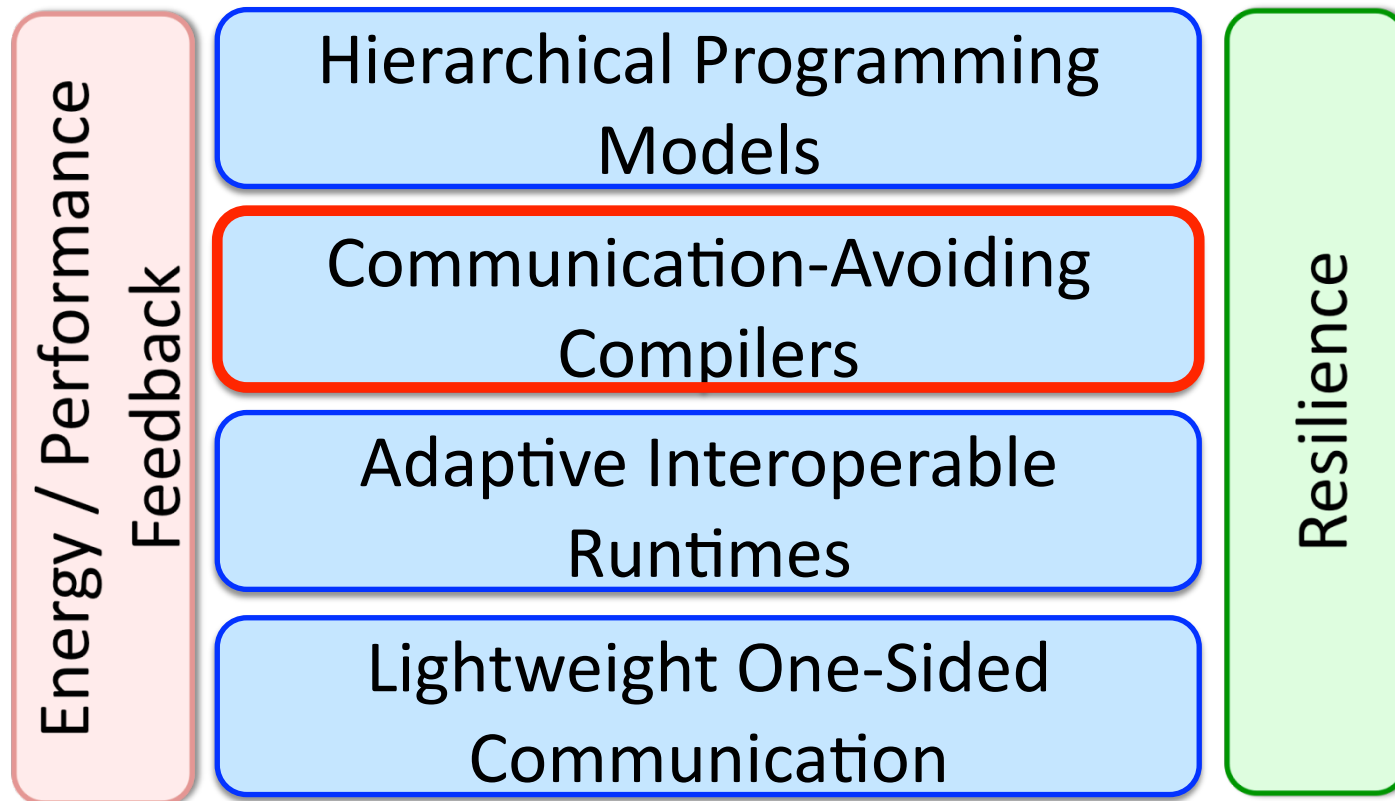 Energy / Performance
Feedback
Hierarchical Programming
Models
Communication-Avoiding
Compilers
Adaptive Interoperable
Runtimes
Lightweight One-Sided
Communication
Resilience